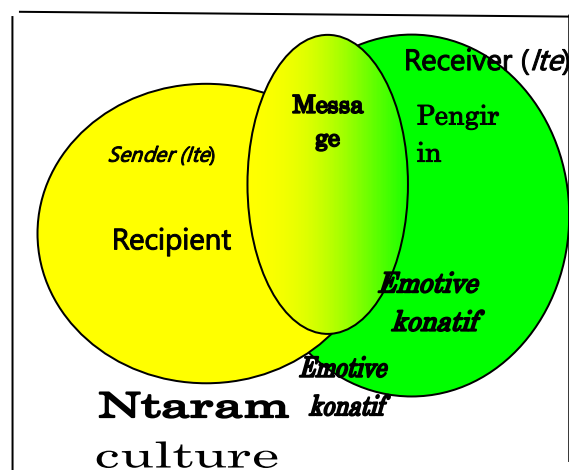 Receiver (Ite)
Messa
ge
Pengir
in
Sender (Ite)
Recipient
Emotive
konatif
Emotive
konatif
Ntaram
culture